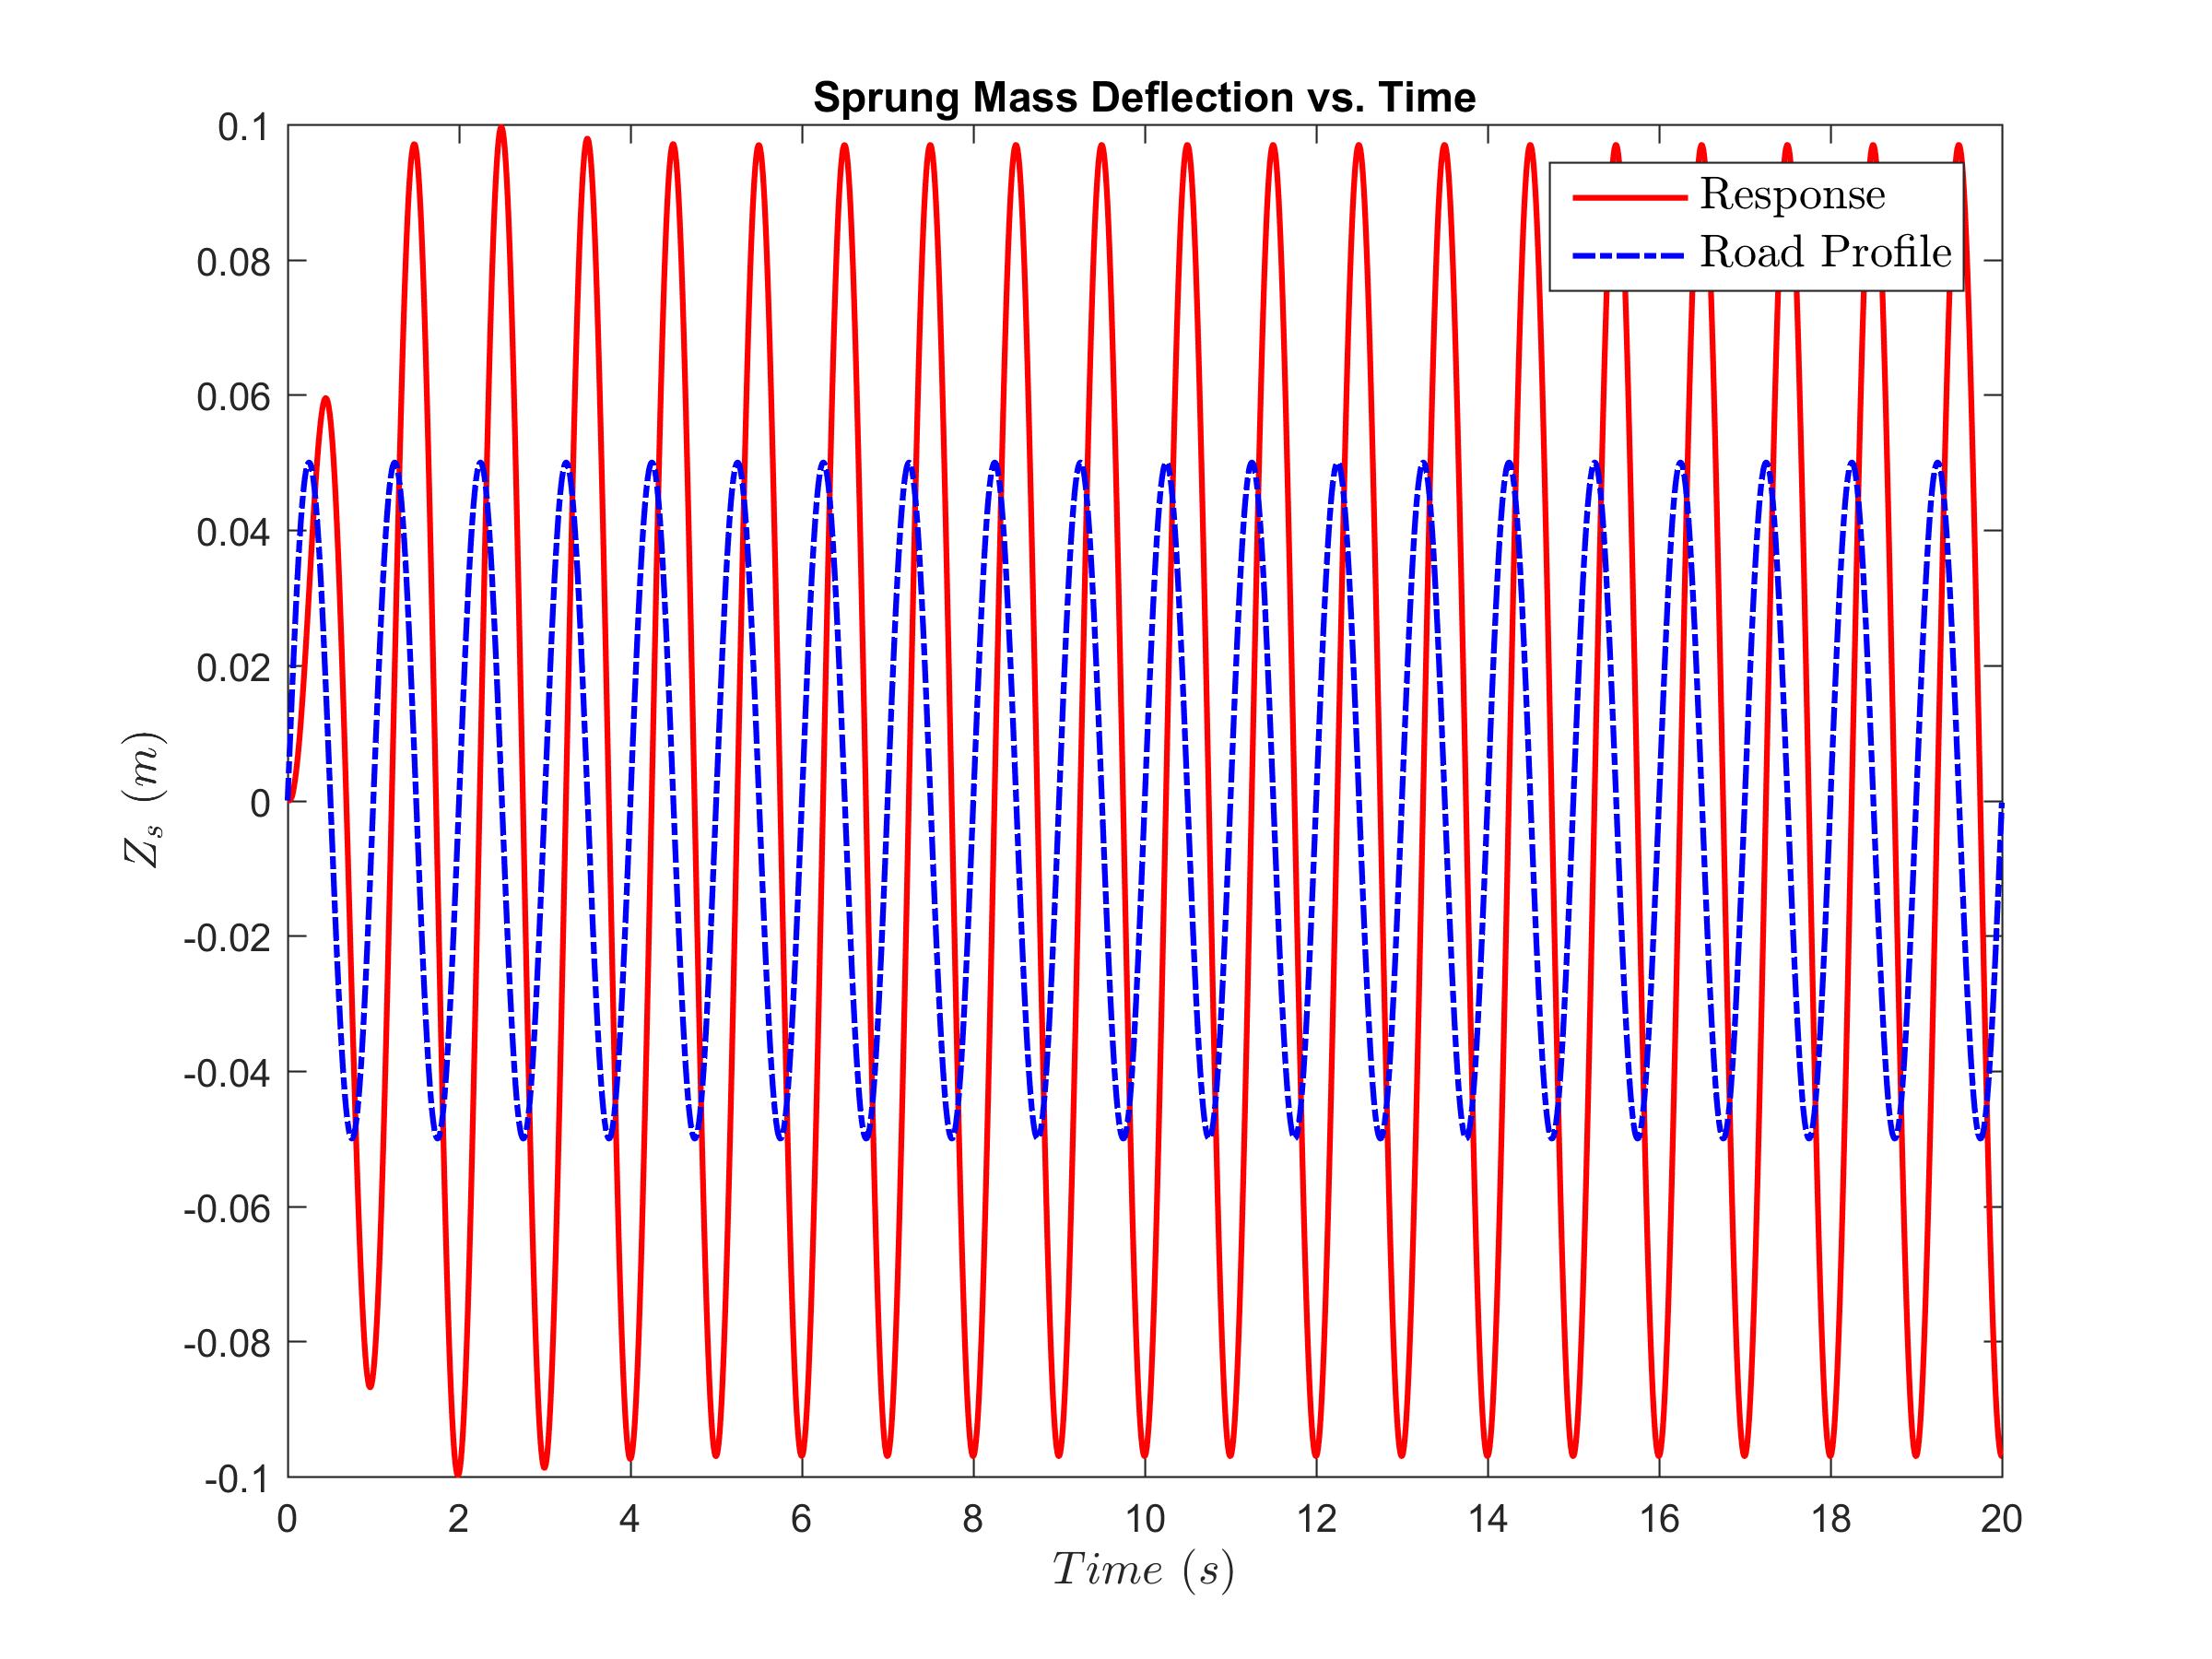 Sprung Mass Deflection vs. Time
0.1
0.08
0.06
0.04
0.02
0
-0.02
-0.04
-0.06
-0.08
-0.1
Z_s (m)
Response
Road Profile
0 2 4 6 8 10 12 14 16 18 20
Time (s)